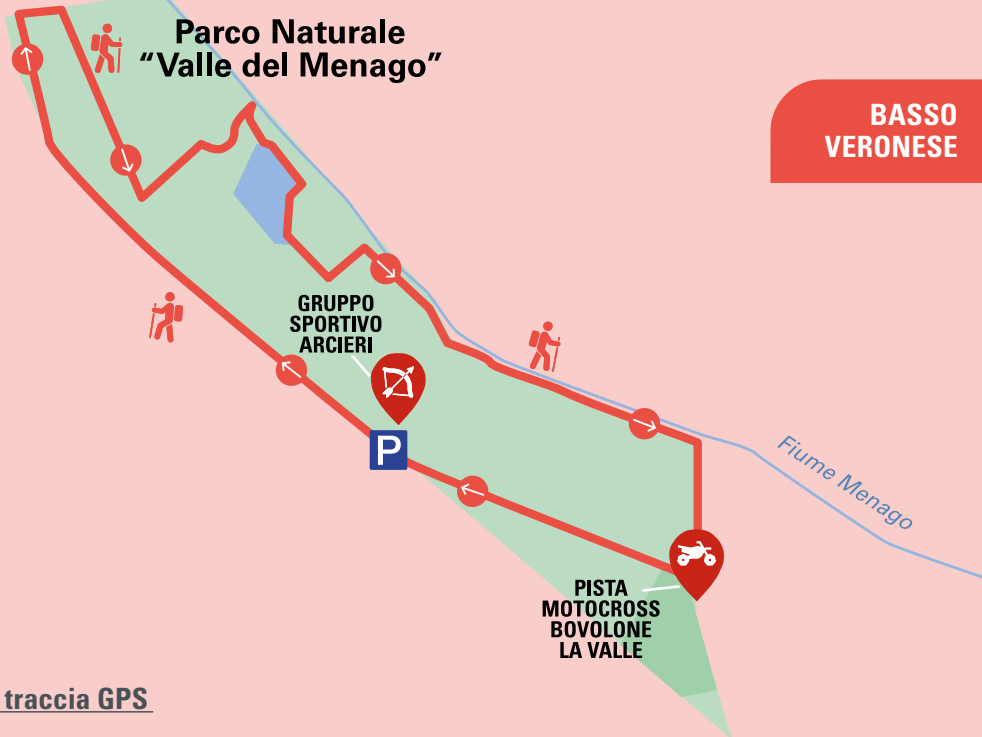 Parco Naturale
“Valle del Menago”
BASSO
VERONESE
GRUPPO
SPORTIVO
ARCIERI
P
Fiume Menago
PISTA
MOTOCROSS
BOVOLONE
LA VALLE
traccia GPS